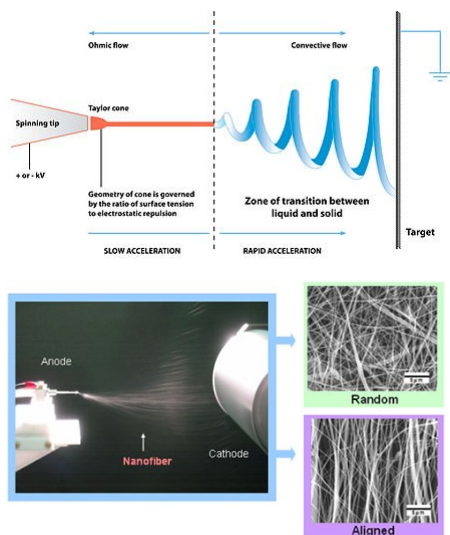 Ohmic flow
Convective flow
Taylor cone
Spinning tip
+ or - kV
Geometry of cone is governed
by the ratio of surface tension
to electrostatic repulsion
Zone of transition between
liquid and solid
Target
SLOW ACCELERATION
RAPID ACCELERATION
Anode
Nanofiber
Cathode
Random
Aligned